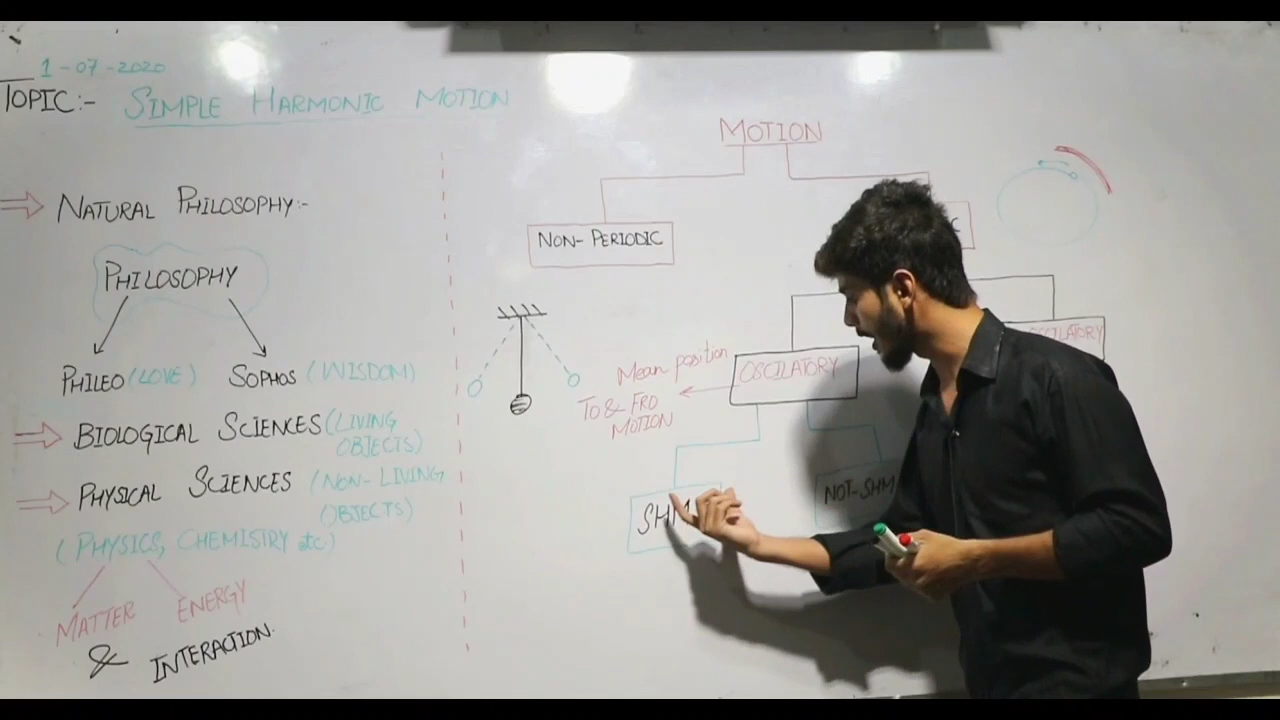 1-07-2020
TOPIC:- SIMPLE HARMONIC MOTION
NATURAL PHILOSOPHY:-
PHILOSOPHY
PHILEO (LOVE) SOPHOS (WISDOM)
BIOLOGICAL SCIENCES (LIVING
OBJECTS)
PHYSICAL SCIENCES (NON-LIVING
OBJECTS)
(PHYSICS, CHEMISTRY etc)
MATTER ENERGY
& INTERACTION.
MOTION
NON-PERIODIC
C
OSCILATORY
OSCILATORY
Mean position
TO & FRO
MOTION
SHM
NOT-SHM